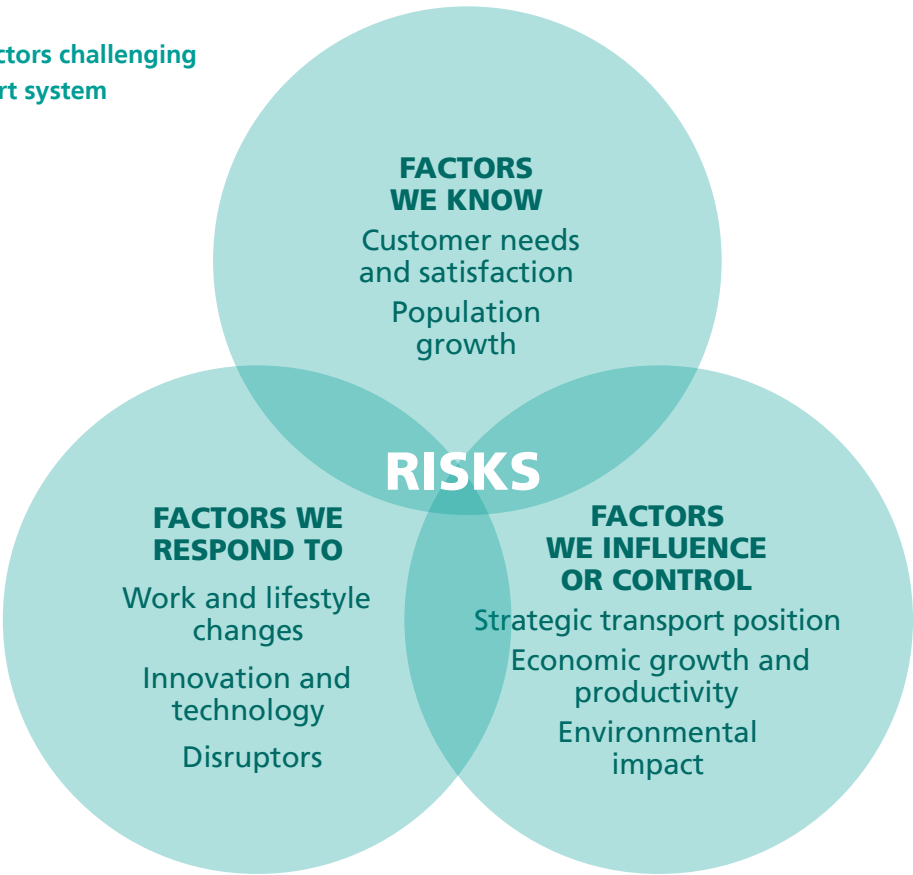 challenging
system
FACTORS
WE KNOW
Customer needs
and satisfaction
Population
growth
RISKS
FACTORS WE
RESPOND TO
Work and lifestyle
changes
Innovation and
technology
Disruptors
FACTORS
WE INFLUENCE
OR CONTROL
Strategic transport position
Economic growth and
productivity
Environmental
impact